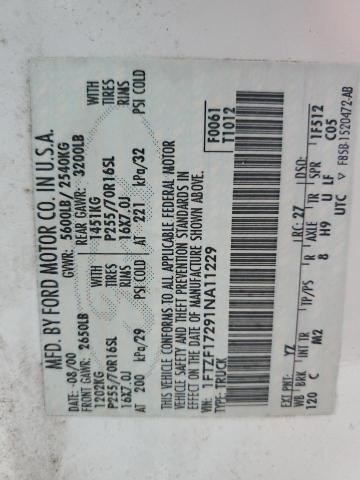 MFD. BY FORD MOTOR CO. IN U.S.A.
DATE: 08/00 GVWR: 5600LB / 2540KG
FRONT GAWR: 2650LB REAR GAWR: 3200LB
1202KG WITH 1451KG WITH
P255/70R16SL TIRES P255/70R16SL TIRES
16X7.0J RIMS 16X7.0J RIMS
AT 200 kPa/29 PSI COLD AT 221 kPa/32 PSI COLD
THIS VEHICLE CONFORMS TO ALL APPLICABLE FEDERAL MOTOR
VEHICLE SAFETY AND THEFT PREVENTION STANDARDS IN
EFFECT ON THE DATE OF MANUFACTURE SHOWN ABOVE.
VIN: 1FTZF17291NA11229
TYPE: TRUCK
F0061
T1012
EXT PNT: YZ RC: 27 DSO:
WB BRK INT TR TP/PS R AXLE TR SPR 1F512
120 C M2 8 H9 U LF C05
UTC
F85B-1520472-AB